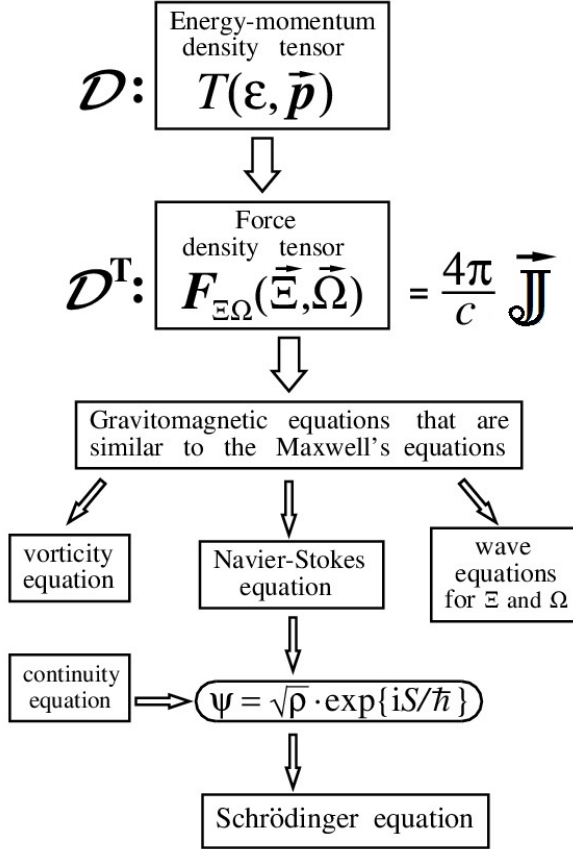 Energy-momentum
density tensor
𝒟: T(ε, p⃗)
Force
density tensor
𝒟ᵀ: F_ΞΩ(Ξ⃗,Ω⃗) = 4π/c 𝕁⃗
Gravitomagnetic equations that are
similar to the Maxwell's equations
vorticity
equation
Navier-Stokes
equation
wave
equations
for Ξ and Ω
continuity
equation
ψ = √ρ · exp{iS/ℏ}
Schrödinger equation